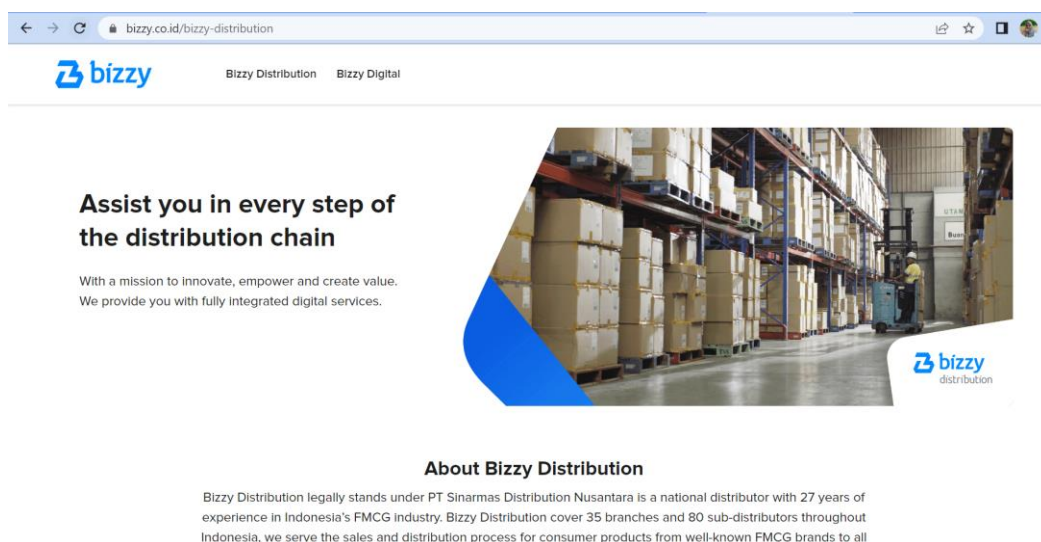 bizzy.co.id/bizzy-distribution
bizzy
Bizzy Distribution Bizzy Digital
Assist you in every step of
the distribution chain
With a mission to innovate, empower and create value.
We provide you with fully integrated digital services.
bizzy
distribution
About Bizzy Distribution
Bizzy Distribution legally stands under PT Sinarmas Distribution Nusantara is a national distributor with 27 years of
experience in Indonesia's FMCG industry. Bizzy Distribution cover 35 branches and 80 sub-distributors throughout
Indonesia, we serve the sales and distribution process for consumer products from well-known FMCG brands to all